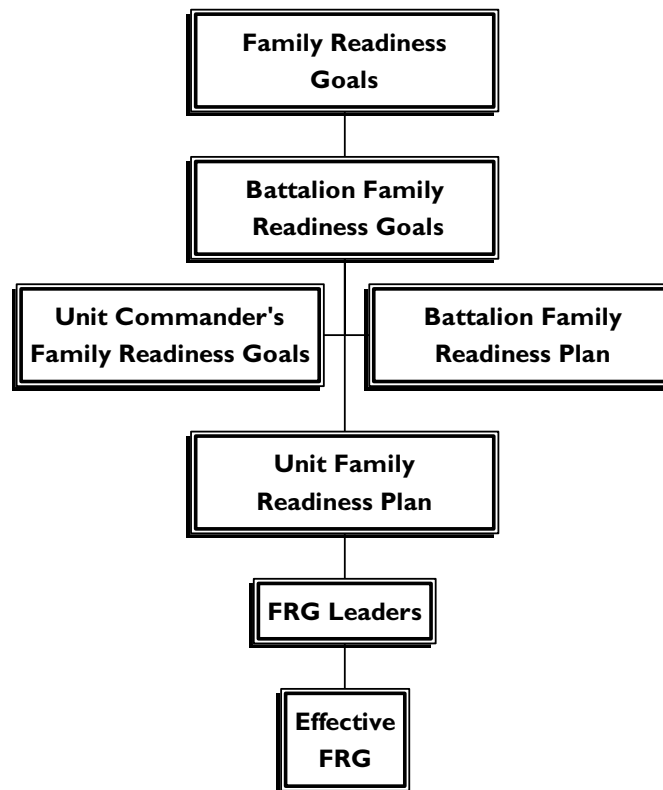 Family Readiness
Goals
Battalion Family
Readiness Goals
Unit Commander's
Family Readiness Goals
Battalion Family
Readiness Plan
Unit Family
Readiness Plan
FRG Leaders
Effective
FRG